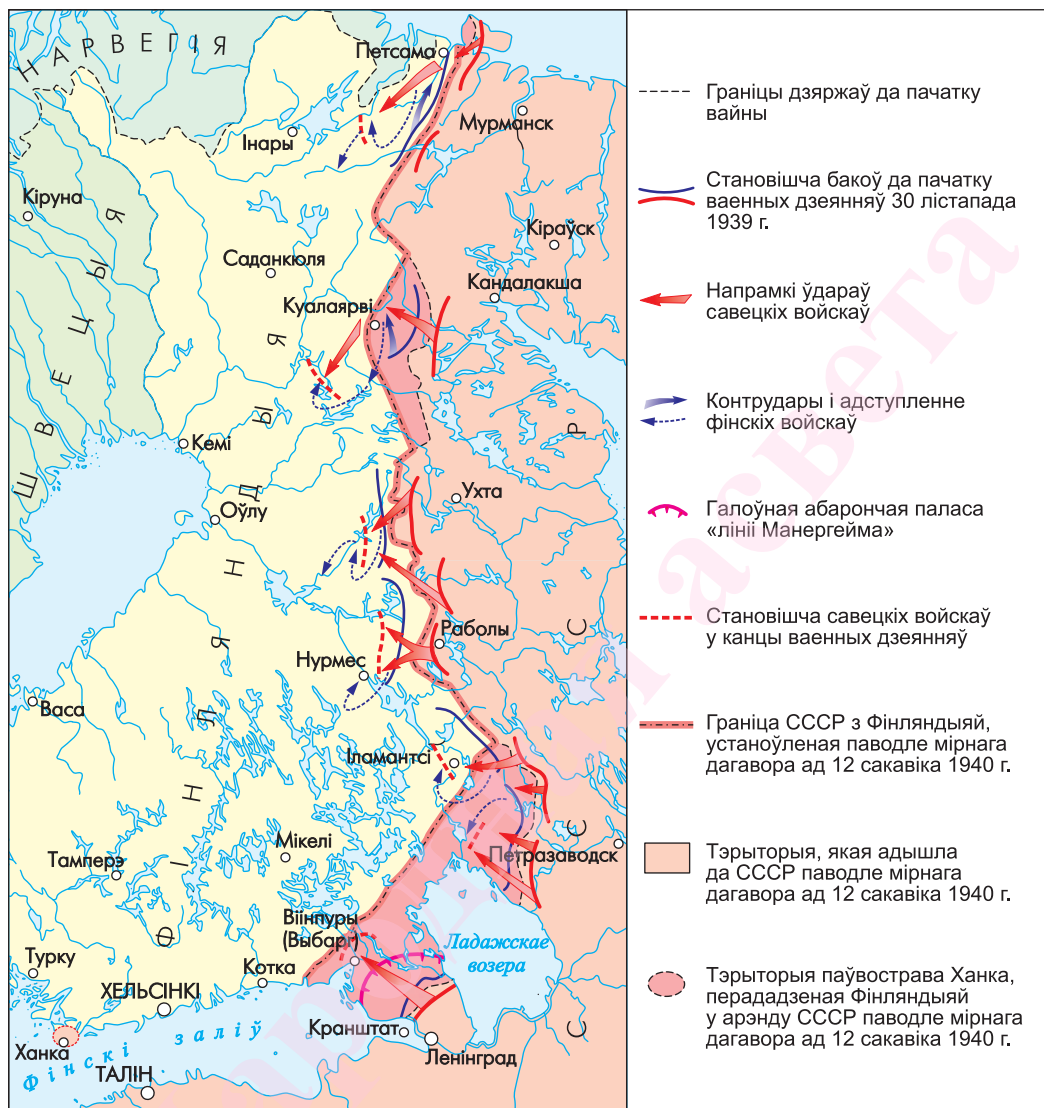 НАРВЕГІЯ
Петсама
Мурманск
Інары
Кіруна
Кіраўск
Саданкюля
Кандалакша
Куалаярві
ШВЕЦЫЯ
Кемі
Ухта
Оўлу
ФІНЛЯНДЫЯ
СССР
Раболы
Нурмес
Васа
Іламантсі
Мікелі
Петразаводск
Тамперэ
Віінпуры
(Выбарг)
Ладажскае
возера
Турку
Котка
ХЕЛЬСІНКІ
Кранштат
Ханка
Фінскі заліў
Ленінград
ТАЛІН
Граніцы дзяржаў да пачатку
вайны
Становішча бакоў да пачатку
ваенных дзеянняў 30 лістапада
1939 г.
Напрамкі ўдараў
савецкіх войскаў
Контрудары і адступленне
фінскіх войскаў
Галоўная абарончая паласа
«лініі Манергейма»
Становішча савецкіх войскаў
у канцы ваенных дзеянняў
Граніца СССР з Фінляндыяй,
устаноўленая паводле мірнага
дагавора ад 12 сакавіка 1940 г.
Тэрыторыя, якая адышла
да СССР паводле мірнага
дагавора ад 12 сакавіка 1940 г.
Тэрыторыя паўвострава Ханка,
перададзеная Фінляндыяй
у арэнду СССР паводле мірнага
дагавора ад 12 сакавіка 1940 г.
Народная асвета